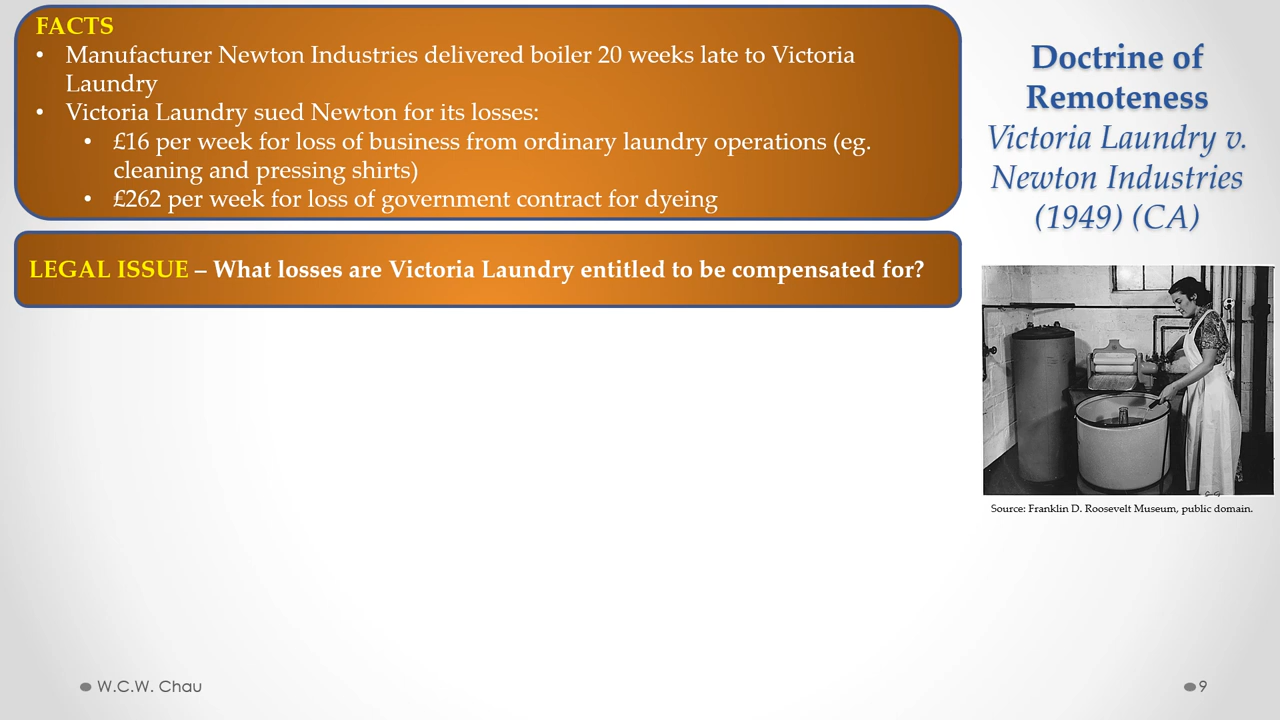 FACTS
• Manufacturer Newton Industries delivered boiler 20 weeks late to Victoria
Laundry
• Victoria Laundry sued Newton for its losses:
• £16 per week for loss of business from ordinary laundry operations (eg.
cleaning and pressing shirts)
• £262 per week for loss of government contract for dyeing
LEGAL ISSUE – What losses are Victoria Laundry entitled to be compensated for?
Doctrine of
Remoteness
Victoria Laundry v.
Newton Industries
(1949) (CA)
Source: Franklin D. Roosevelt Museum, public domain.
W.C.W. Chau
9